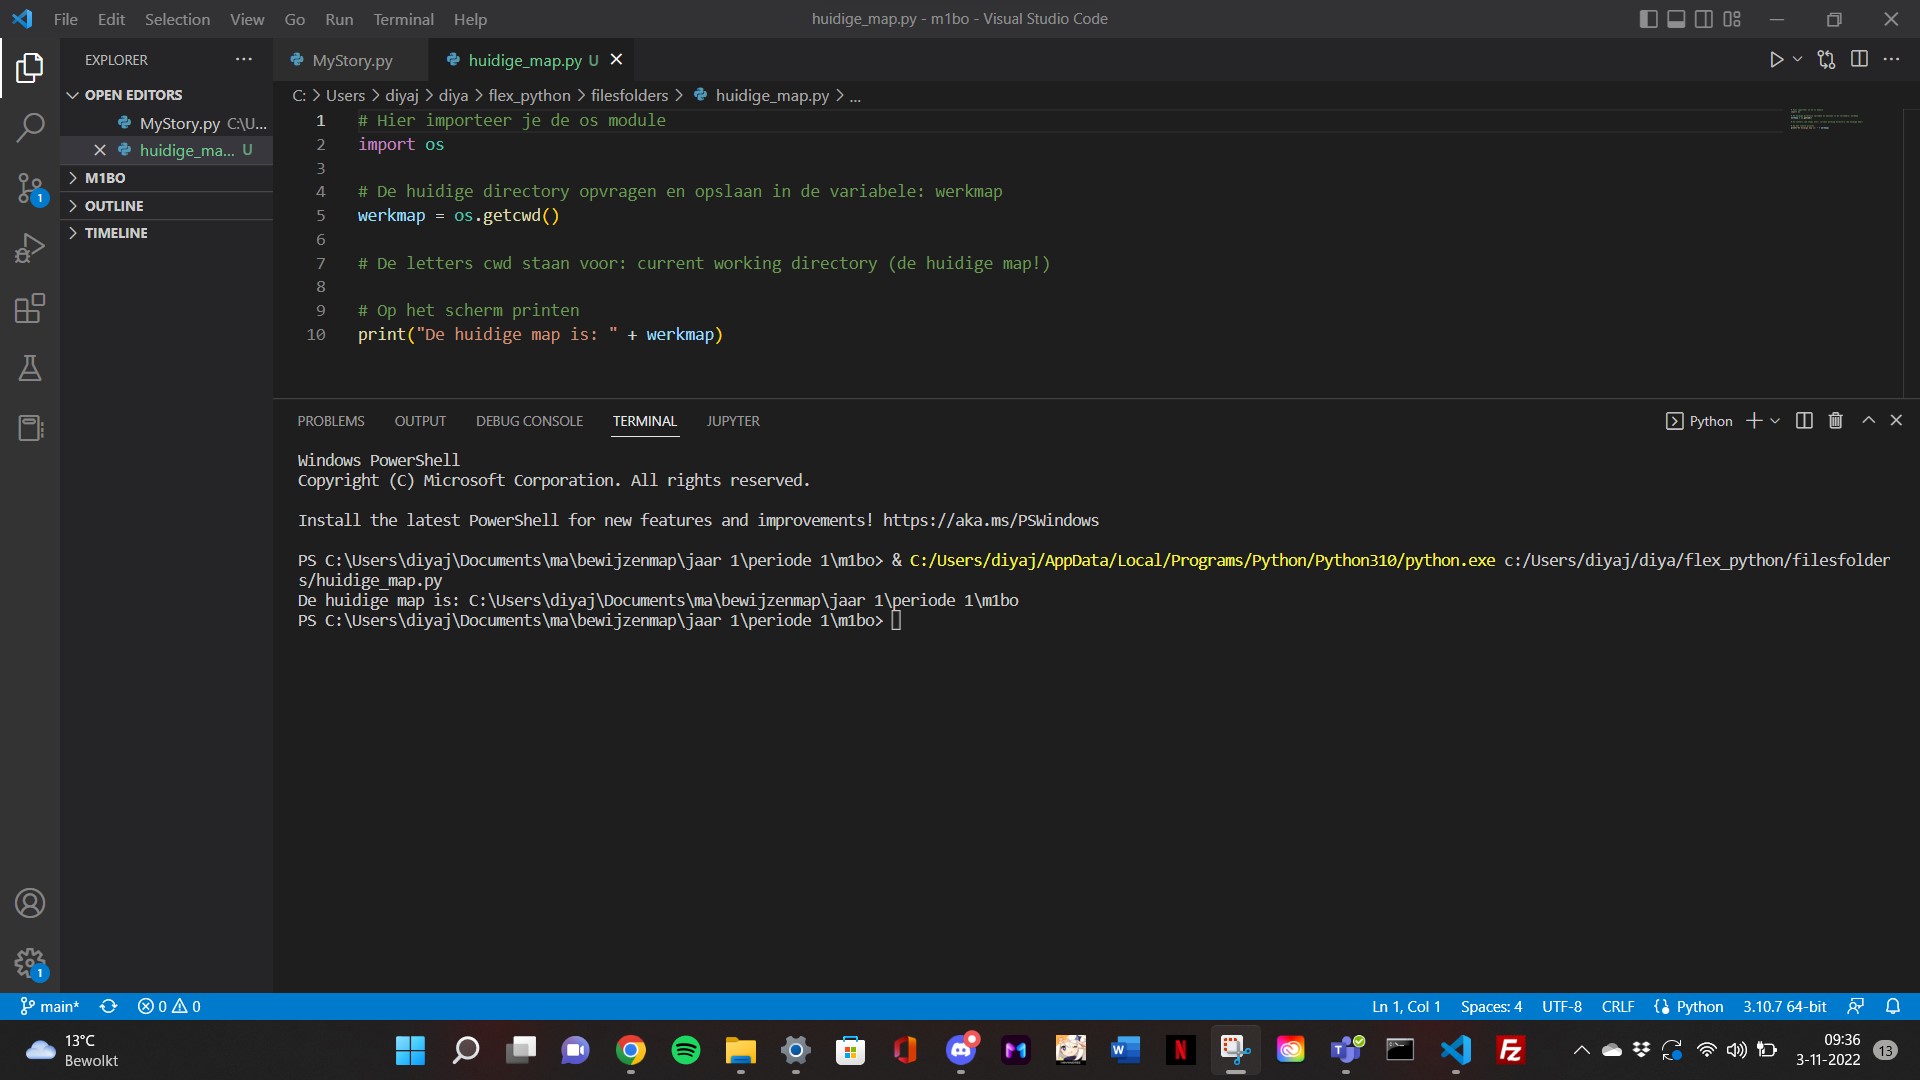 File Edit Selection View Go Run Terminal Help
huidige_map.py - m1bo - Visual Studio Code
EXPLORER
OPEN EDITORS
MyStory.py C:\U...
huidige_ma... U
M1BO
OUTLINE
TIMELINE
1
1
MyStory.py
huidige_map.py U
C: > Users > diyaj > diya > flex_python > filesfolders > huidige_map.py > ...
1 # Hier importeer je de os module
2 import os
3
4 # De huidige directory opvragen en opslaan in de variabele: werkmap
5 werkmap = os.getcwd()
6
7 # De letters cwd staan voor: current working directory (de huidige map!)
8
9 # Op het scherm printen
10 print("De huidige map is: " + werkmap)
PROBLEMS OUTPUT DEBUG CONSOLE TERMINAL JUPYTER
Python
Windows PowerShell
Copyright (C) Microsoft Corporation. All rights reserved.
Install the latest PowerShell for new features and improvements! https://aka.ms/PSWindows
PS C:\Users\diyaj\Documents\ma\bewijzenmap\jaar 1\periode 1\m1bo> & C:/Users/diyaj/AppData/Local/Programs/Python/Python310/python.exe c:/Users/diyaj/diya/flex_python/filesfolder
s/huidige_map.py
De huidige map is: C:\Users\diyaj\Documents\ma\bewijzenmap\jaar 1\periode 1\m1bo
PS C:\Users\diyaj\Documents\ma\bewijzenmap\jaar 1\periode 1\m1bo>
main* 0 0
Ln 1, Col 1 Spaces: 4 UTF-8 CRLF Python 3.10.7 64-bit
13°C
Bewolkt
09:36
3-11-2022
13